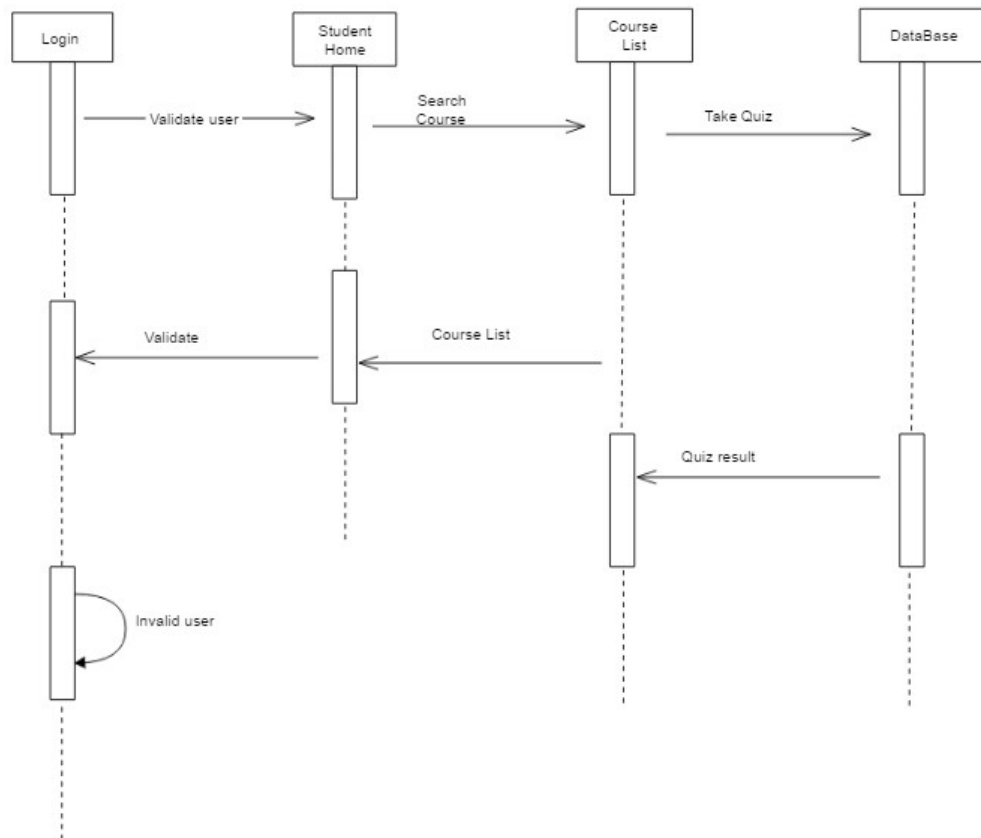 Login
Student
Home
Course
List
DataBase
Validate user
Search
Course
Take Quiz
Validate
Course List
Quiz result
Invalid user